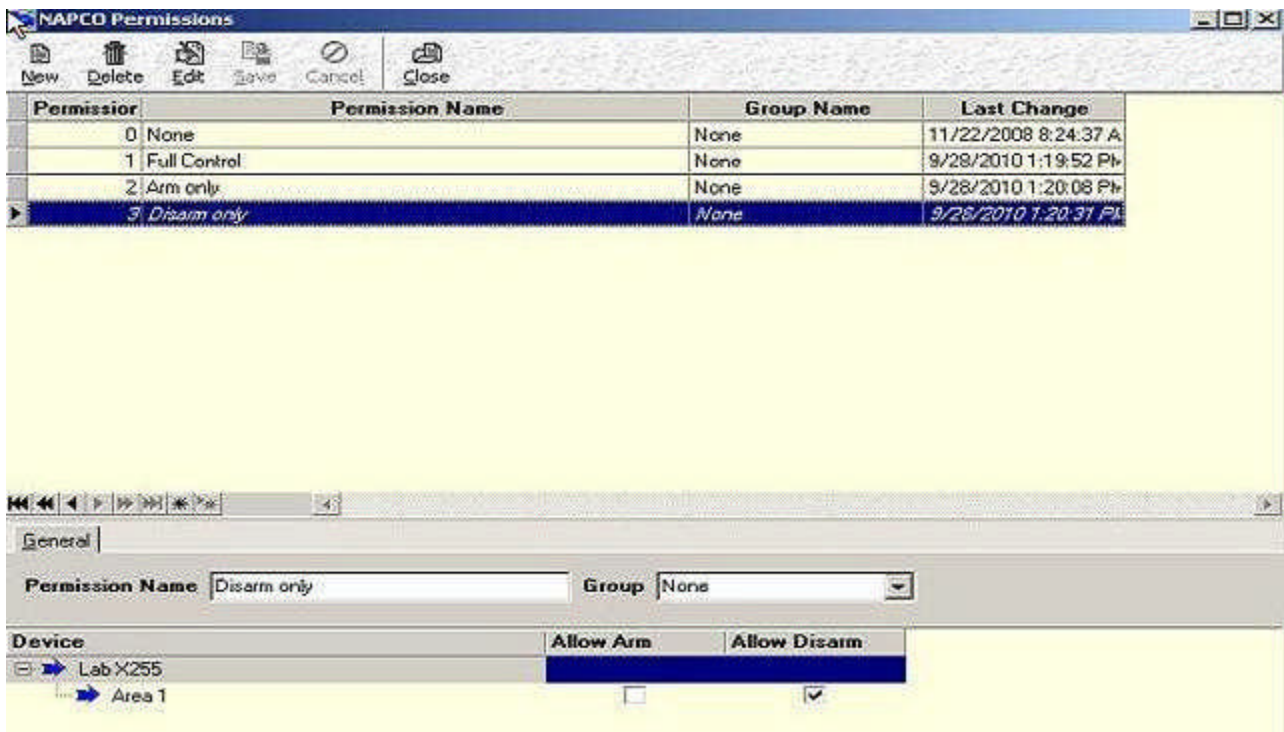 NAPCO Permissions
New Delete Edit Save Cancel Close
Permission Permission Name Group Name Last Change
0 None None 11/22/2008 8:24:37 A
1 Full Control None 9/28/2010 1:19:52 PM
2 Arm only None 9/28/2010 1:20:08 PM
3 Disarm only None 9/28/2010 1:20:31 PM
General
Permission Name Disarm only Group None
Device Allow Arm Allow Disarm
Lab X255
Area 1